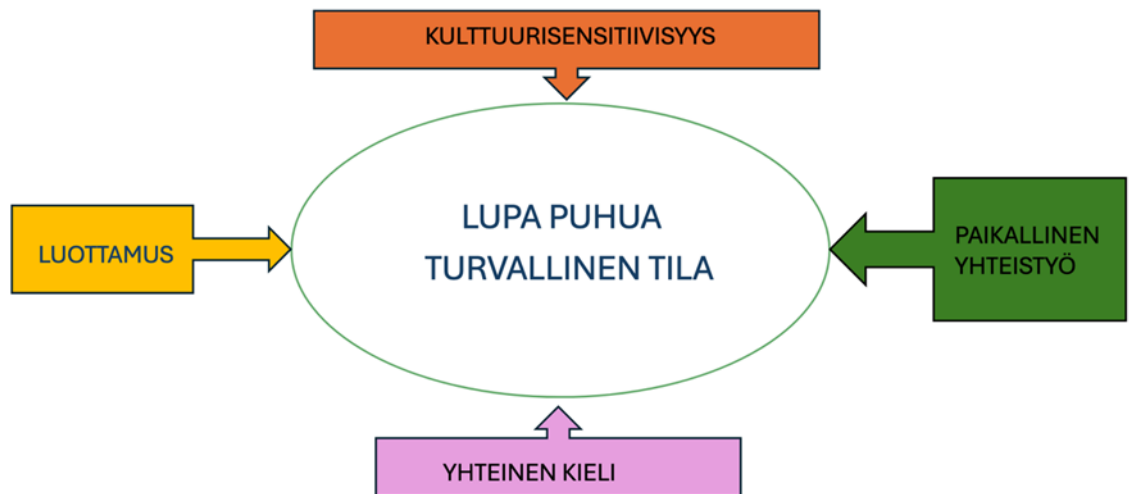 KULTTUURISENSITIIVISYYS
LUPA PUHUA
TURVALLINEN TILA
LUOTTAMUS
PAIKALLINEN
YHTEISTYÖ
YHTEINEN KIELI